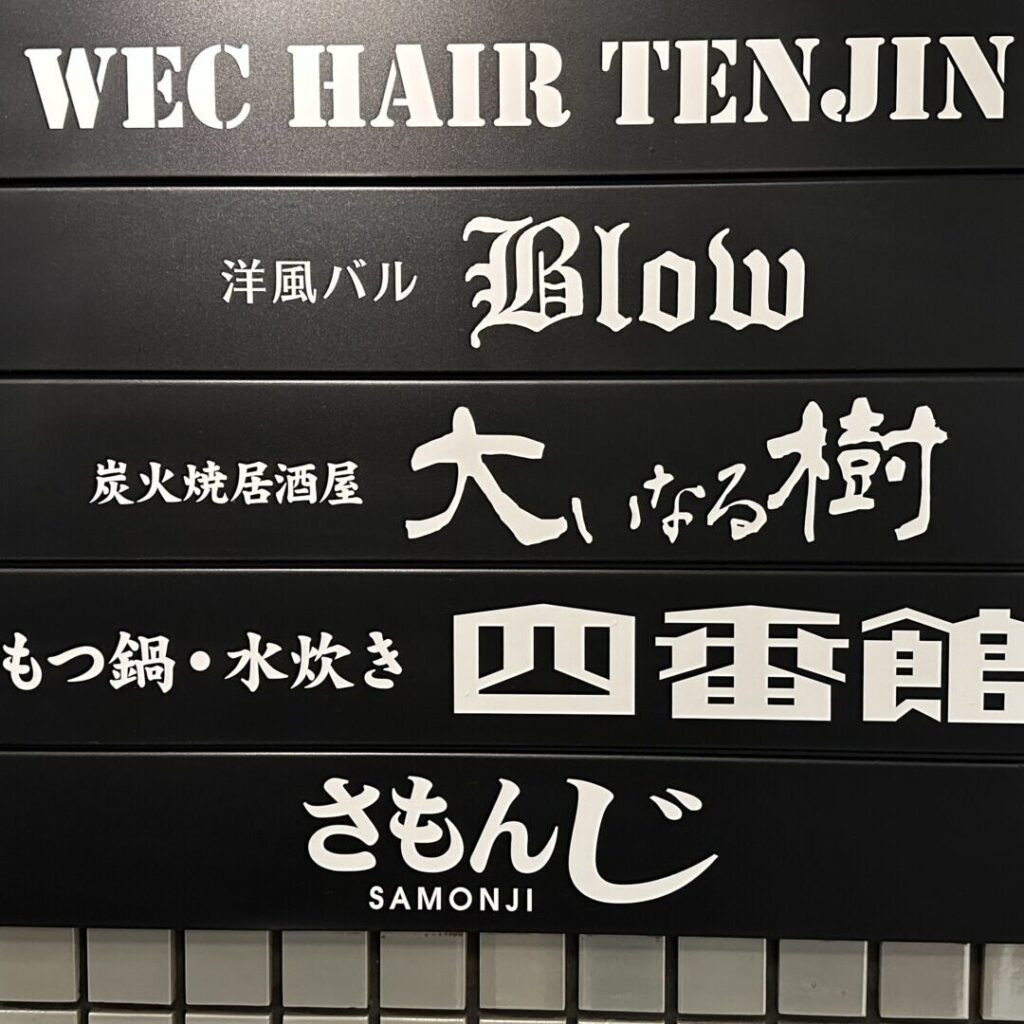 WEC HAIR TENJIN
洋風バル Blow
炭火焼居酒屋 大いなる樹
もつ鍋・水炊き 四番館
さもんじ
SAMONJI